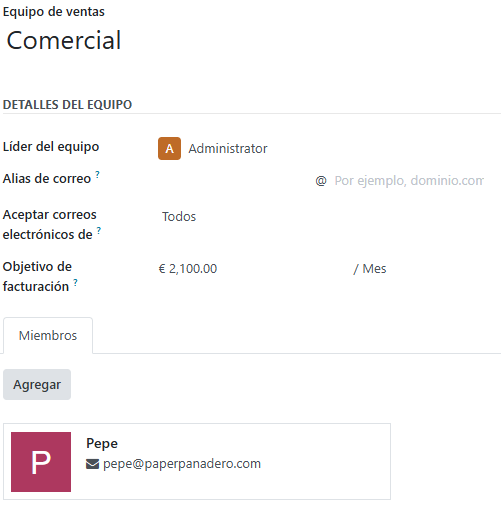 Equipo de ventas
Comercial
DETALLES DEL EQUIPO
Líder del equipo A Administrator
Alias de correo ? @ Por ejemplo, dominio.com
Aceptar correos
electrónicos de ? Todos
Objetivo de
facturación ? € 2,100.00 / Mes
Miembros
Agregar
P
Pepe
pepe@paperpanadero.com